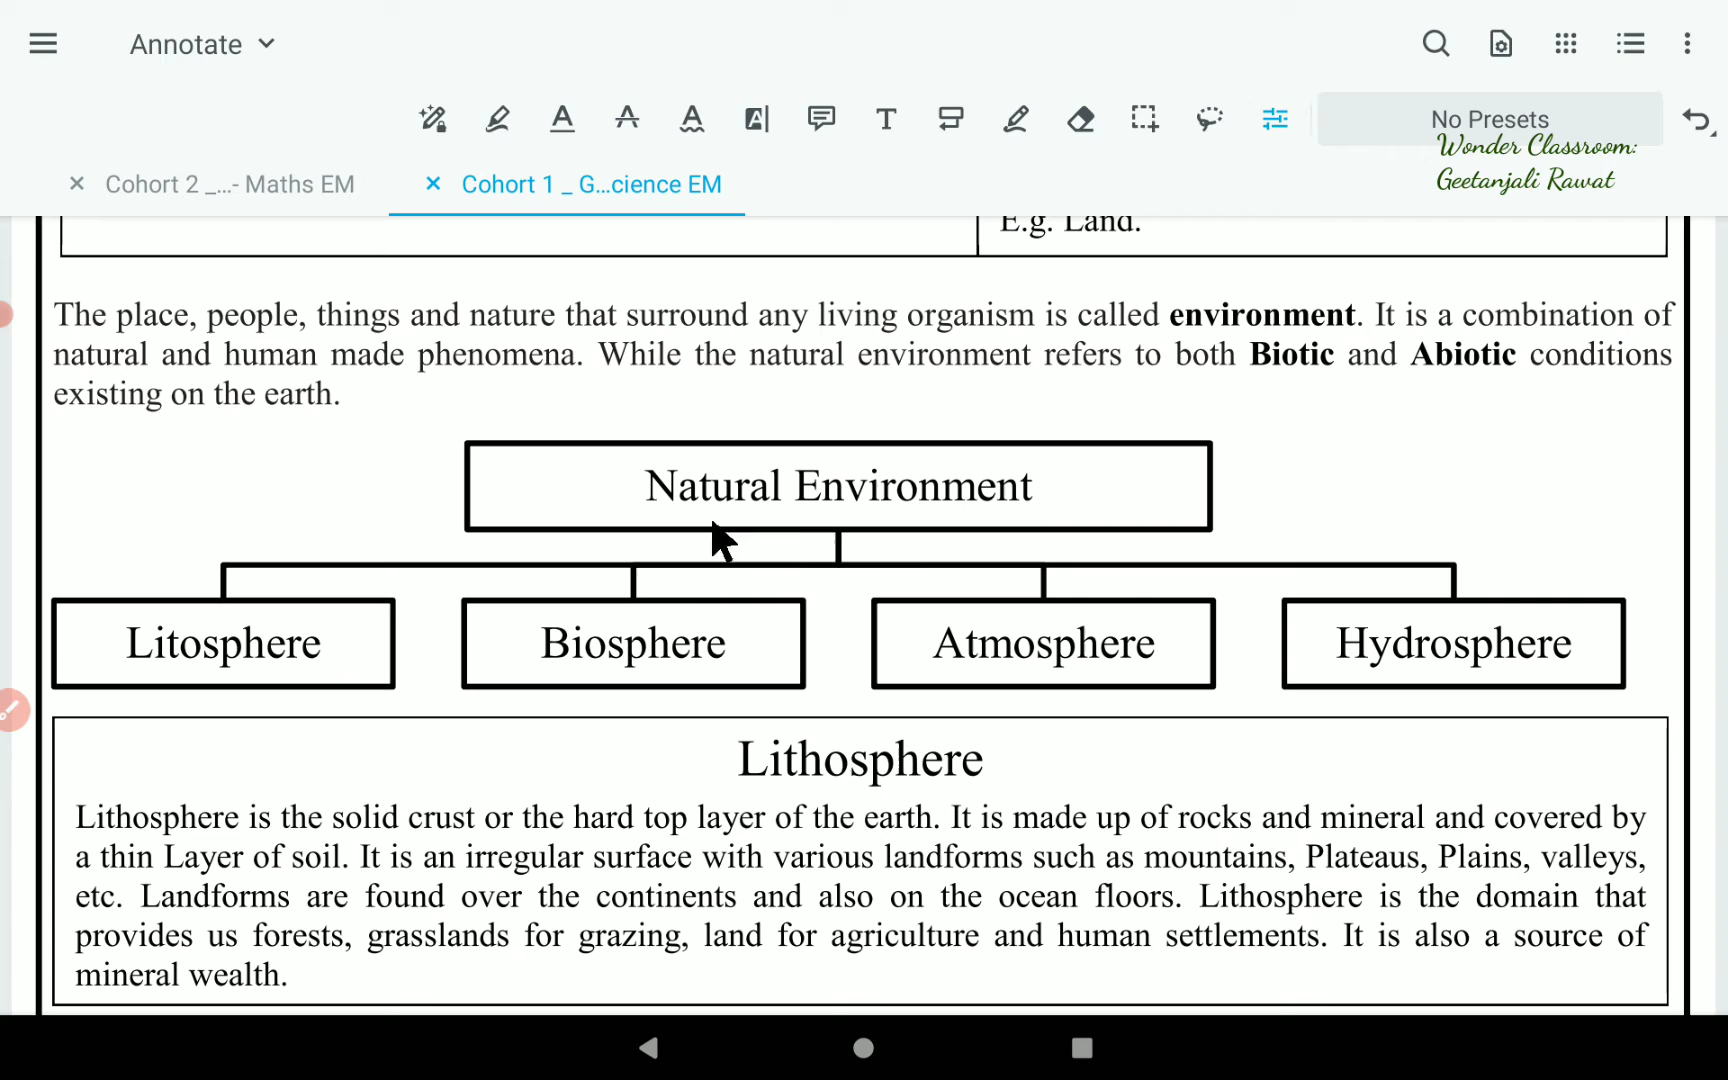 Annotate
No Presets
Wonder Classroom:
Geetanjali Rawat
Cohort 2 _...- Maths EM
Cohort 1 _ G...cience EM
E.g. Land.
The place, people, things and nature that surround any living organism is called environment. It is a combination of
natural and human made phenomena. While the natural environment refers to both Biotic and Abiotic conditions
existing on the earth.
Natural Environment
Litosphere
Biosphere
Atmosphere
Hydrosphere
Lithosphere
Lithosphere is the solid crust or the hard top layer of the earth. It is made up of rocks and mineral and covered by
a thin Layer of soil. It is an irregular surface with various landforms such as mountains, Plateaus, Plains, valleys,
etc. Landforms are found over the continents and also on the ocean floors. Lithosphere is the domain that
provides us forests, grasslands for grazing, land for agriculture and human settlements. It is also a source of
mineral wealth.